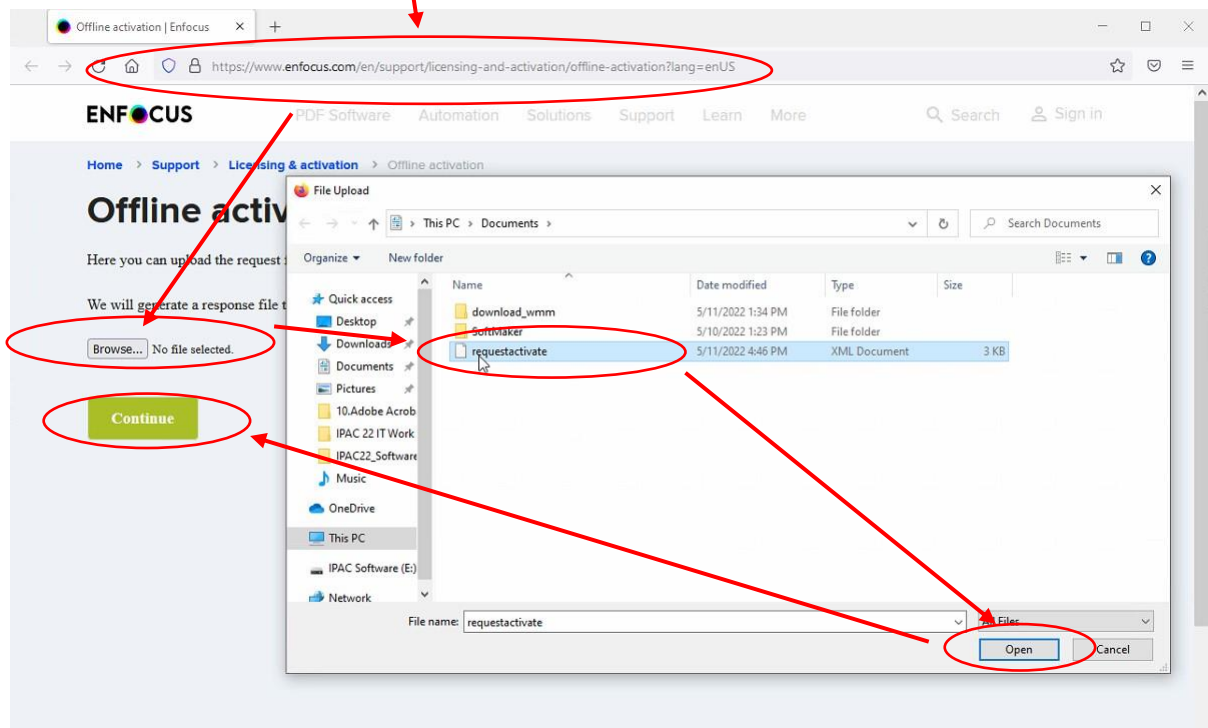 Offline activation | Enfocus
https://www.enfocus.com/en/support/licensing-and-activation/offline-activation?lang=enUS
ENFOCUS
PDF Software Automation Solutions Support Learn More Search Sign in
Home > Support > Licensing & activation > Offline activation
Offline activ
Here you can upload the request
We will generate a response file t
Browse... No file selected.
Continue
File Upload
This PC > Documents >
Search Documents
Organize New folder
Name Date modified Type Size
Quick access
Desktop
Downloads
Documents
Pictures
10.Adobe Acrob
IPAC 22 IT Work
IPAC22_Software
Music
OneDrive
This PC
IPAC Software (E:)
Network
download_wmm 5/11/2022 1:34 PM File folder
SoftMaker 5/10/2022 1:23 PM File folder
requestactivate 5/11/2022 4:46 PM XML Document 3 KB
File name: requestactivate
All Files
Open Cancel